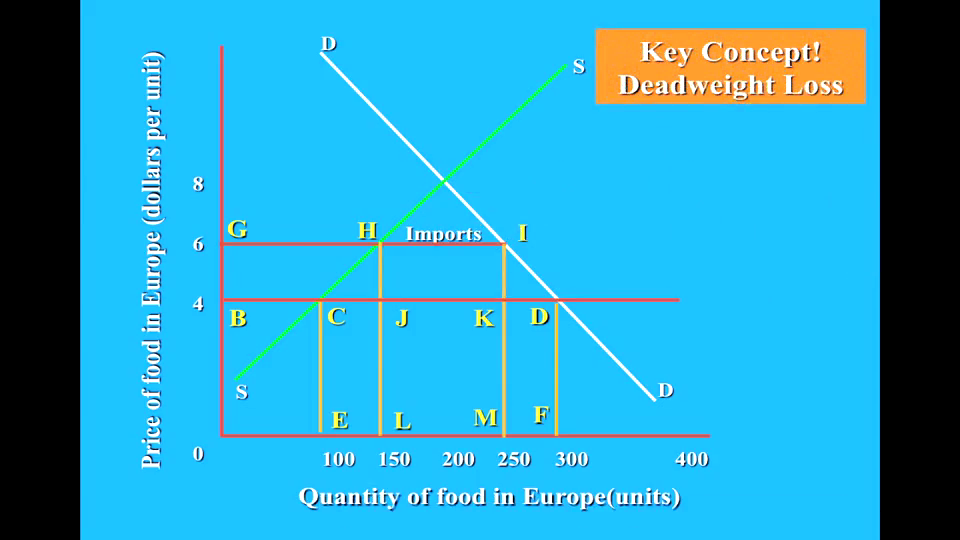 Key Concept!
Deadweight Loss
D
S
Price of food in Europe (dollars per unit)
8
G
H
Imports
I
6
4
B
C
J
K
D
S
D
E
L
M
F
0
100
150
200
250
300
400
Quantity of food in Europe(units)